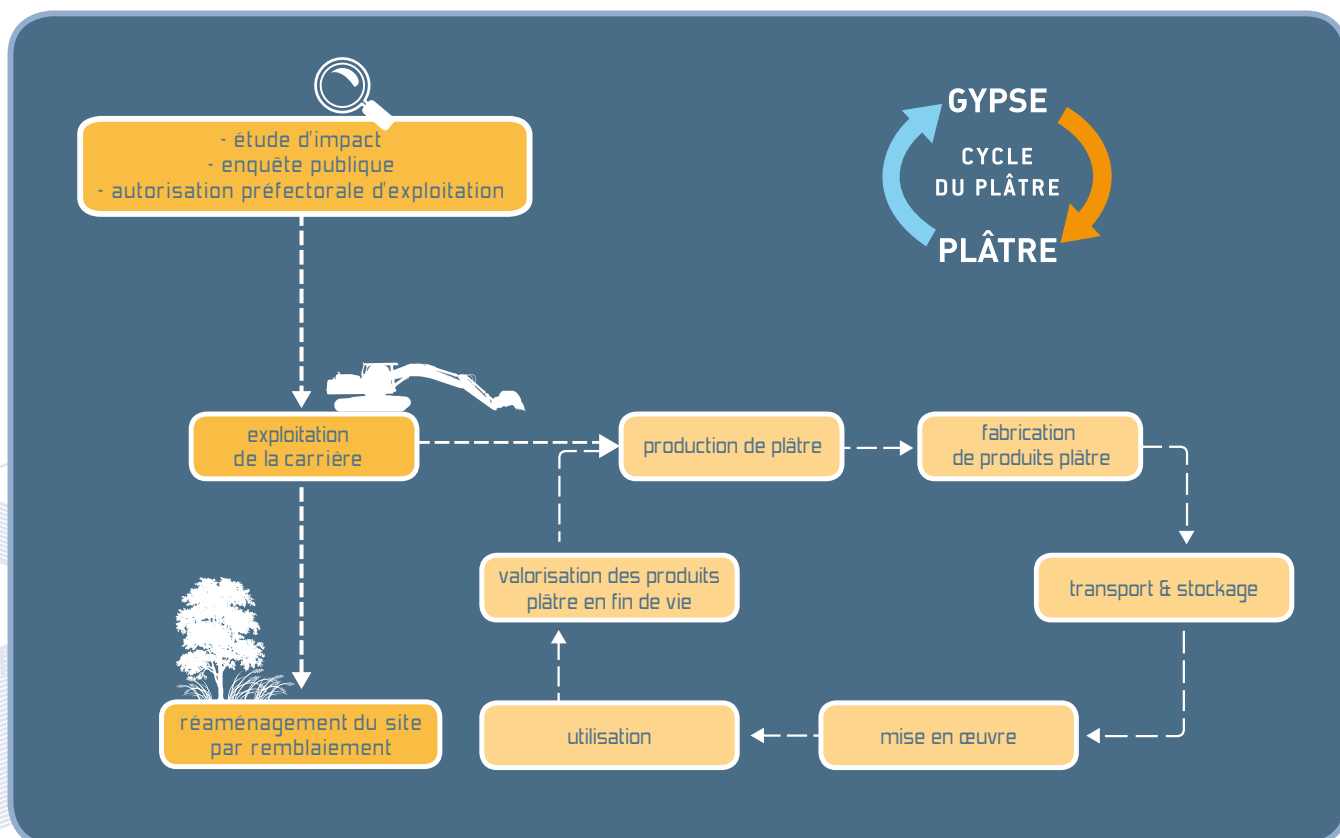 - étude d'impact
- enquête publique
- autorisation préfectorale d'exploitation
GYPSE
CYCLE
DU PLÂTRE
PLÂTRE
exploitation
de la carrière
production de plâtre
fabrication
de produits plâtre
valorisation des produits
plâtre en fin de vie
transport & stockage
réaménagement du site
par remblaiement
utilisation
mise en œuvre